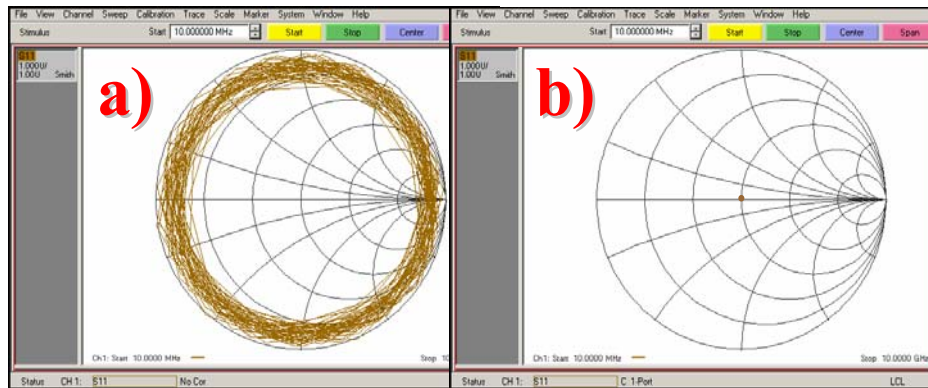 File View Channel Sweep Calibration Trace Scale Marker System Window Help
Stimulus Start 10.000000 MHz Start Stop Center
S11
1.000U/
1.00U Smith
a)
Ch1: Start 10.0000 MHz Stop 10
Status CH 1: S11 No Cor
File View Channel Sweep Calibration Trace Scale Marker System Window Help
Stimulus Start 10.000000 MHz Start Stop Center Span
S11
1.000U/
1.00U Smith
b)
Ch1: Start 10.0000 MHz Stop 10.0000 GHz
Status CH 1: S11 C 1-Port LCL